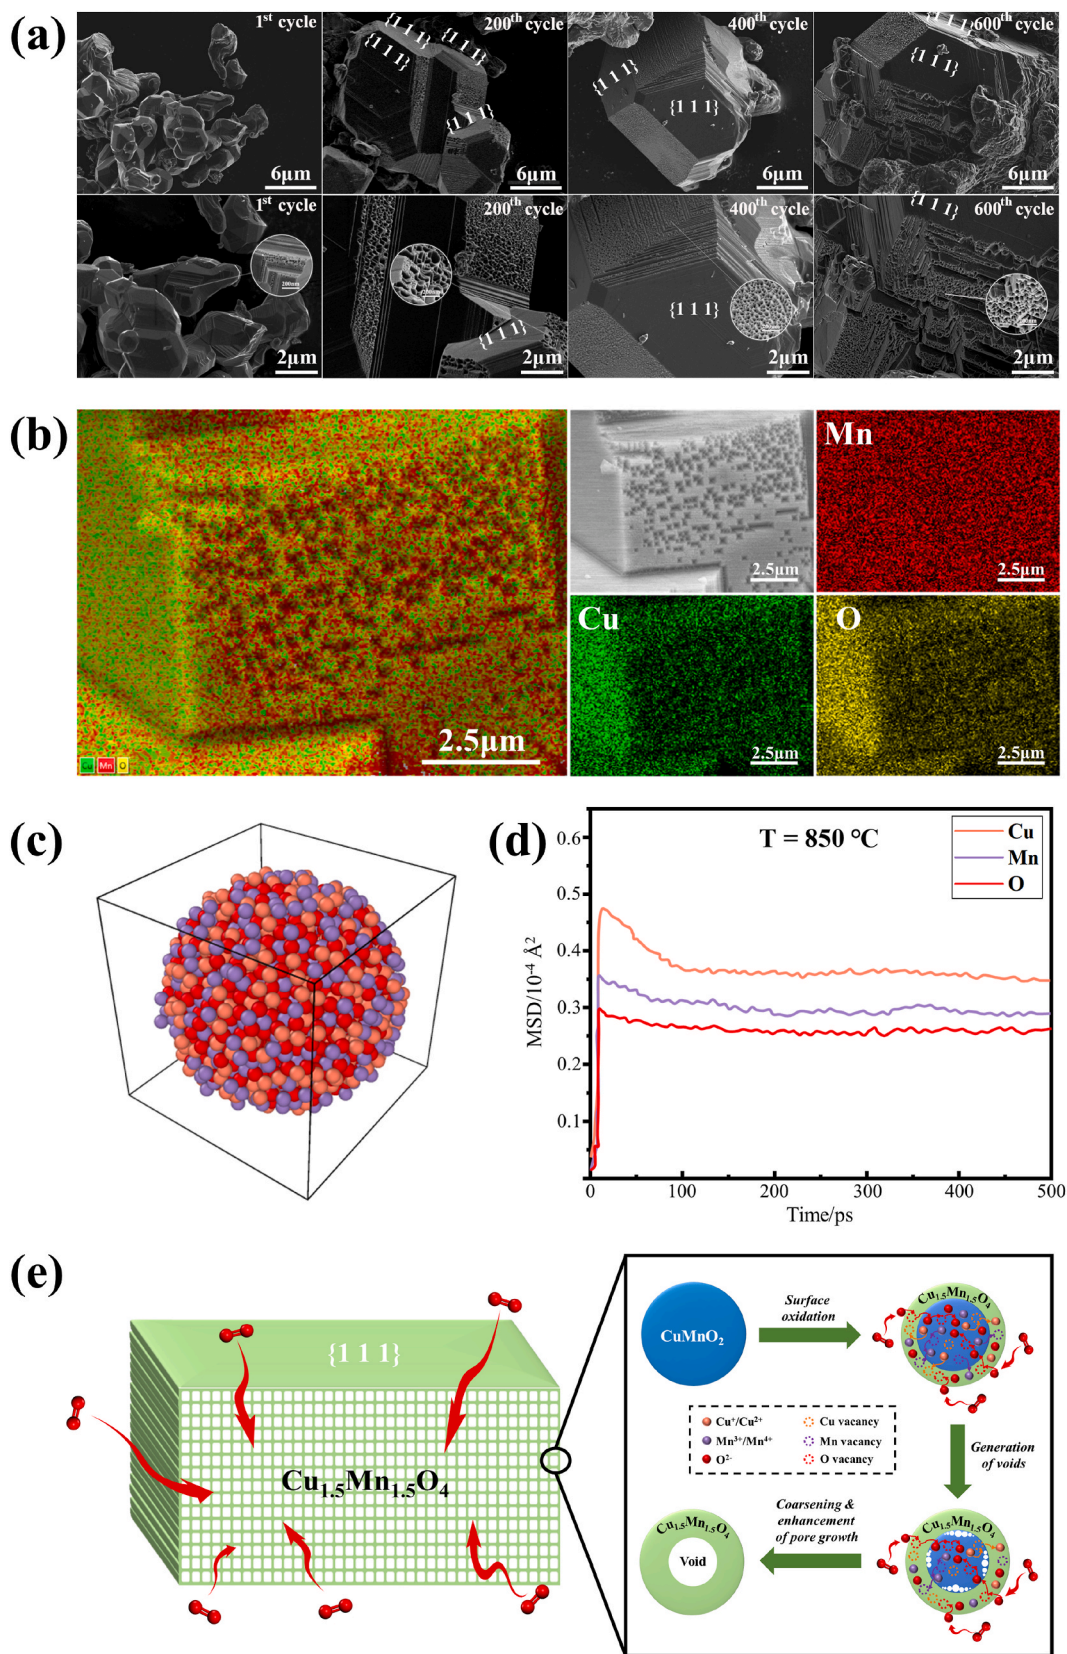 (a)
1st cycle
200th cycle
400th cycle
600th cycle
{1 1 1}
{1 1 1}
{1 1 1}
{1 1 1}
{1 1 1}
{1 1 1}
{1 1 1}
6μm
6μm
6μm
6μm
1st cycle
200th cycle
400th cycle
600th cycle
{1 1 1}
{1 1 1}
{1 1 1}
200nm
2μm
2μm
2μm
2μm
(b)
Mn
2.5μm
2.5μm
Cu
O
2.5μm
2.5μm
2.5μm
Cu Mn O
(c)
(d)
T = 850 °C
Cu
Mn
O
0.6
0.5
0.4
0.3
0.2
0.1
MSD/10-4 Å2
0
100
200
300
400
500
Time/ps
(e)
{1 1 1}
Cu1.5Mn1.5O4
CuMnO2
Surface
oxidation
Cu1.5Mn1.5O4
Cu+/Cu2+
Cu vacancy
Mn3+/Mn4+
Mn vacancy
O2-
O vacancy
Generation
of voids
Cu1.5Mn1.5O4
Void
Coarsening &
enhancement
of pore growth
Cu1.5Mn1.5O4